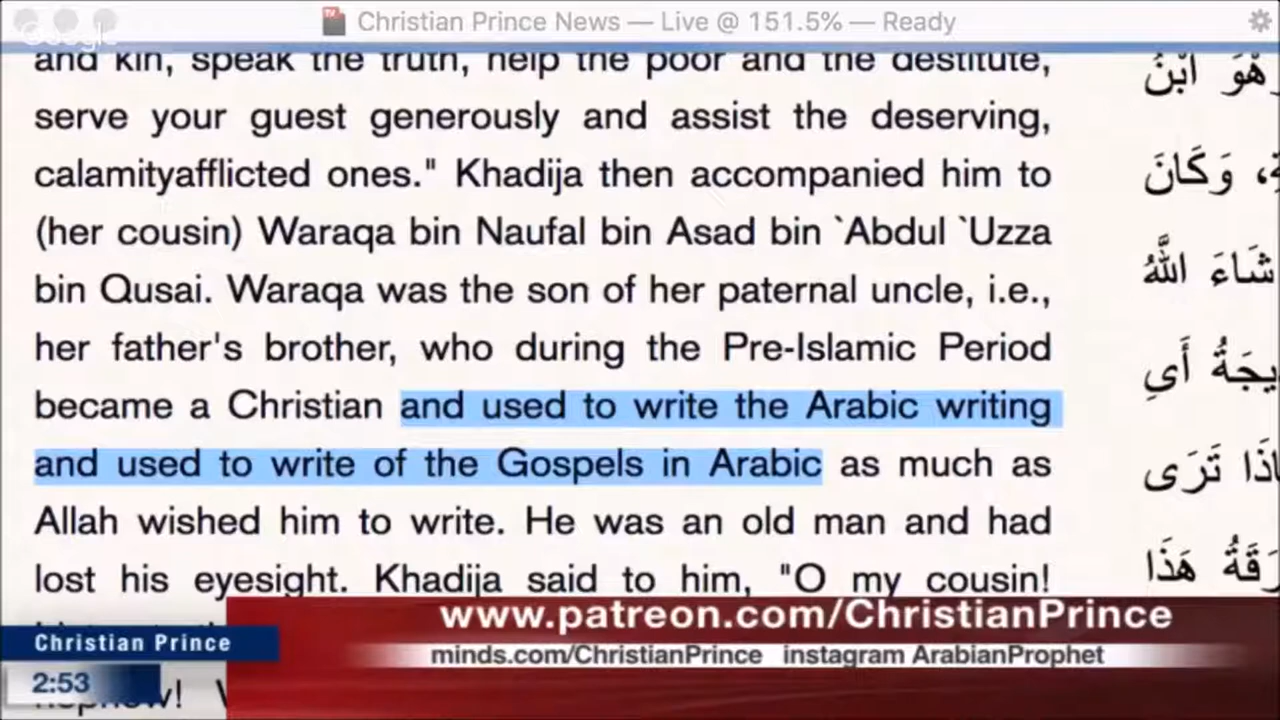 Christian Prince News — Live @ 151.5% — Ready
Google
and kin, speak the truth, help the poor and the destitute,
serve your guest generously and assist the deserving,
calamityafflicted ones." Khadija then accompanied him to
(her cousin) Waraqa bin Naufal bin Asad bin `Abdul `Uzza
bin Qusai. Waraqa was the son of her paternal uncle, i.e.,
her father's brother, who during the Pre-Islamic Period
became a Christian and used to write the Arabic writing
and used to write of the Gospels in Arabic as much as
Allah wished him to write. He was an old man and had
lost his eyesight. Khadija said to him, "O my cousin!
وَهُوَ ابْنُ
وَكَانَ
شَاءَ اللَّهُ
أَىِ
تَرَى
هَذَا
www.patreon.com/ChristianPrince
Christian Prince
minds.com/ChristianPrince instagram ArabianProphet
2:53